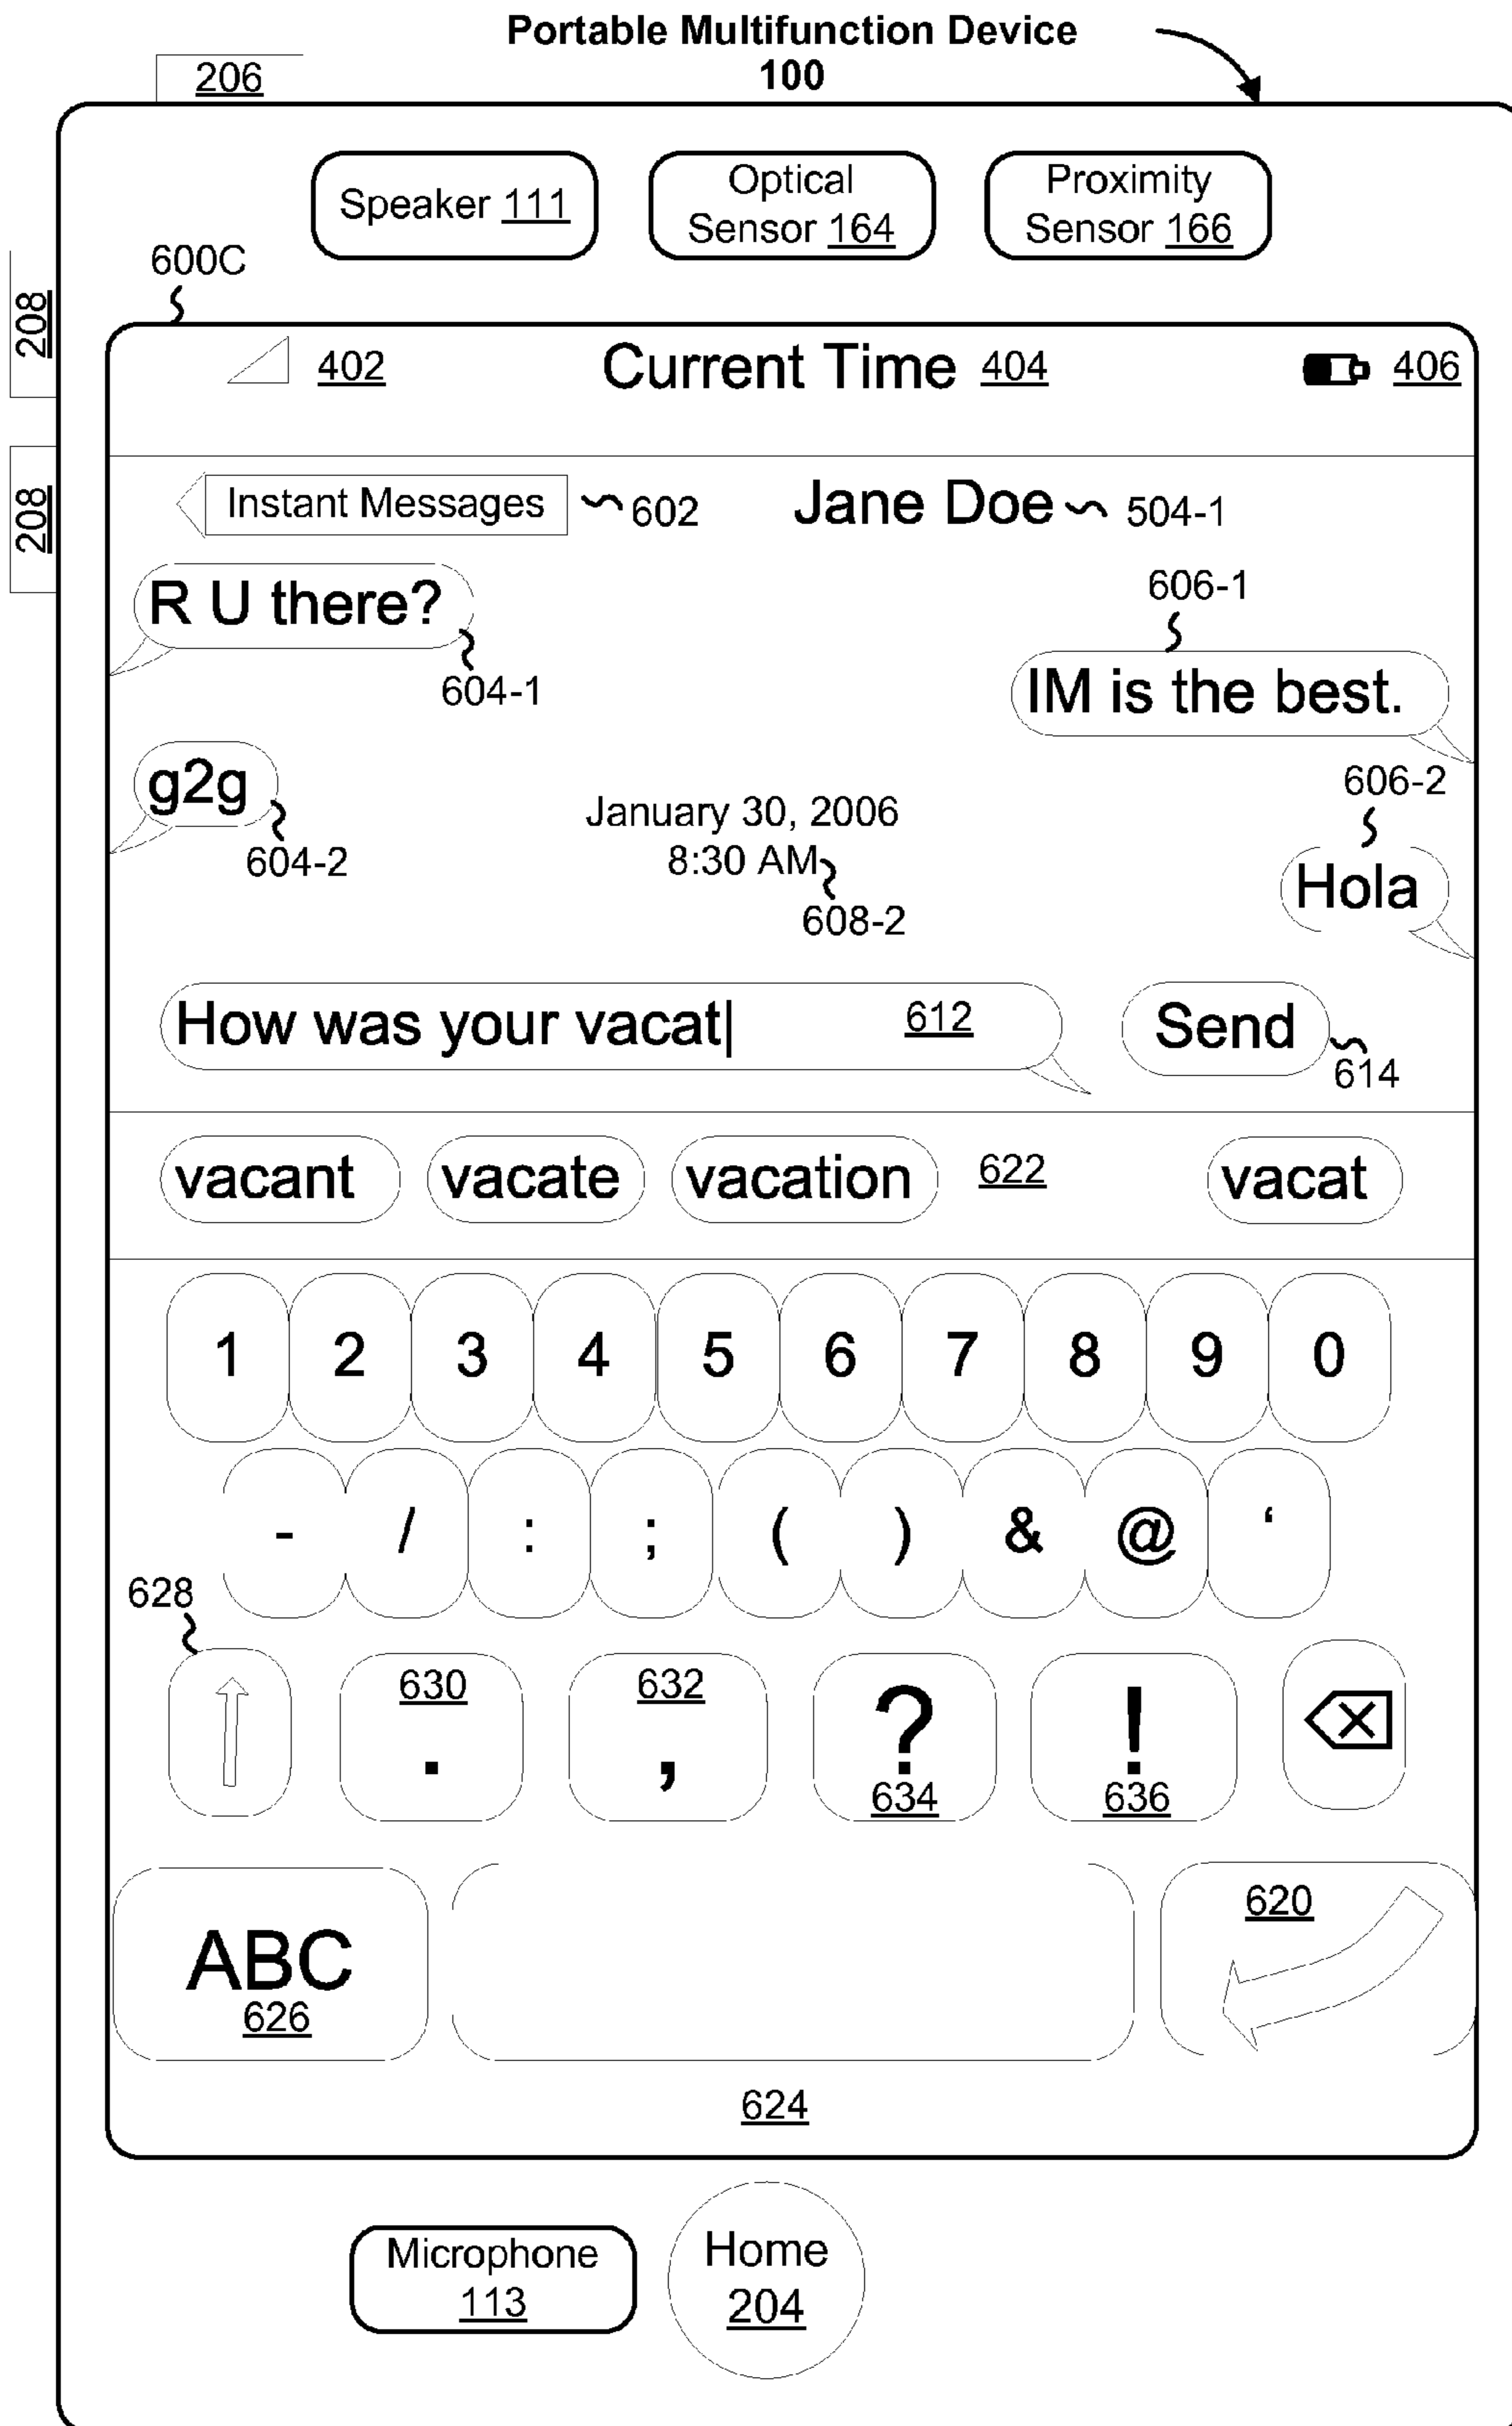 Portable Multifunction Device
100
206
Speaker 111
Optical
Sensor 164
Proximity
Sensor 166
600C
208
208
402
Current Time 404
406
Instant Messages
602
Jane Doe
504-1
R U there?
604-1
606-1
IM is the best.
g2g
604-2
January 30, 2006
8:30 AM
608-2
606-2
Hola
How was your vacat
612
Send
614
vacant
vacate
vacation
622
vacat
1 2 3 4 5 6 7 8 9 0
- / : ; ( ) & @ ‘
628
630
.
632
,
?
634
!
636
ABC
626
620
624
Microphone
113
Home
204